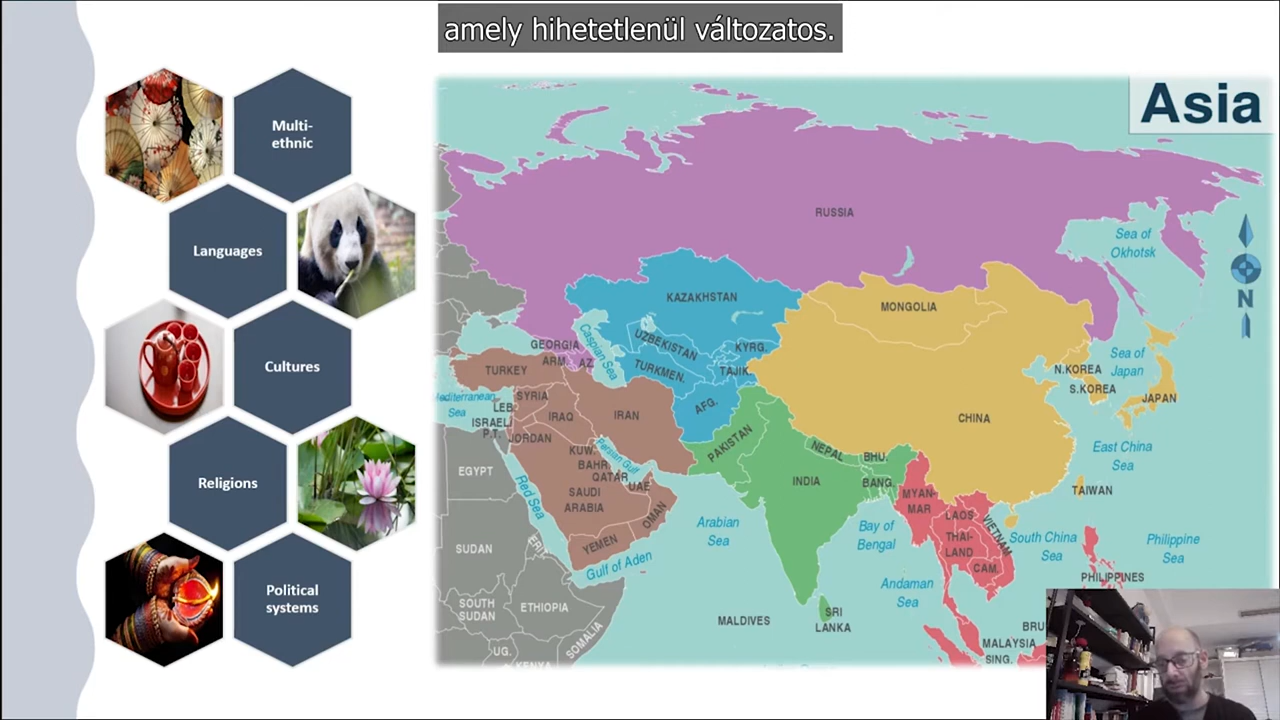 amely hihetetlenül változatos.
Multi-
ethnic
Languages
Cultures
Religions
Political
systems
Asia
RUSSIA
Sea of
Okhotsk
N
KAZAKHSTAN
MONGOLIA
UZBEKISTAN
KYRG.
TURKMEN.
TAJIK.
Caspian Sea
GEORGIA
ARM.
AZ.
TURKEY
N.KOREA
S.KOREA
Sea of
Japan
JAPAN
AFG.
CHINA
Mediterranean
Sea
SYRIA
LEB.
ISRAEL/
P.T.
IRAQ
IRAN
JORDAN
PAKISTAN
NEPAL
BHU.
East China
Sea
KUW.
Persian Gulf
BAHR.
QATAR
UAE
EGYPT
SAUDI
ARABIA
OMAN
INDIA
BANG.
MYAN-
MAR
TAIWAN
Red Sea
YEMEN
Gulf of Aden
Arabian
Sea
Bay of
Bengal
LAOS
VIETNAM
THAI-
LAND
CAM.
South China
Sea
Philippine
Sea
PHILIPPINES
SUDAN
ERI.
SOUTH
SUDAN
ETHIOPIA
SOMALIA
UG.
KENYA
MALDIVES
SRI
LANKA
Andaman
Sea
BRU
MALAYSIA
SING.